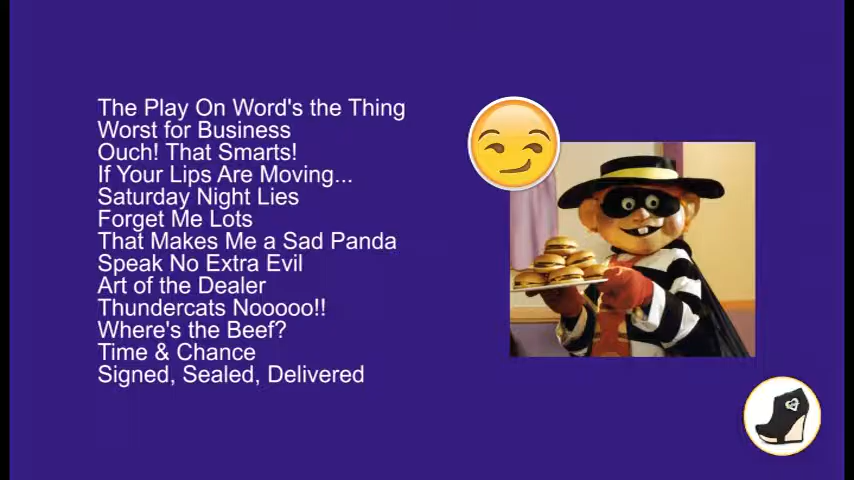 The Play On Word's the Thing
Worst for Business
Ouch! That Smarts!
If Your Lips Are Moving...
Saturday Night Lies
Forget Me Lots
That Makes Me a Sad Panda
Speak No Extra Evil
Art of the Dealer
Thundercats Nooooo!!
Where's the Beef?
Time & Chance
Signed, Sealed, Delivered